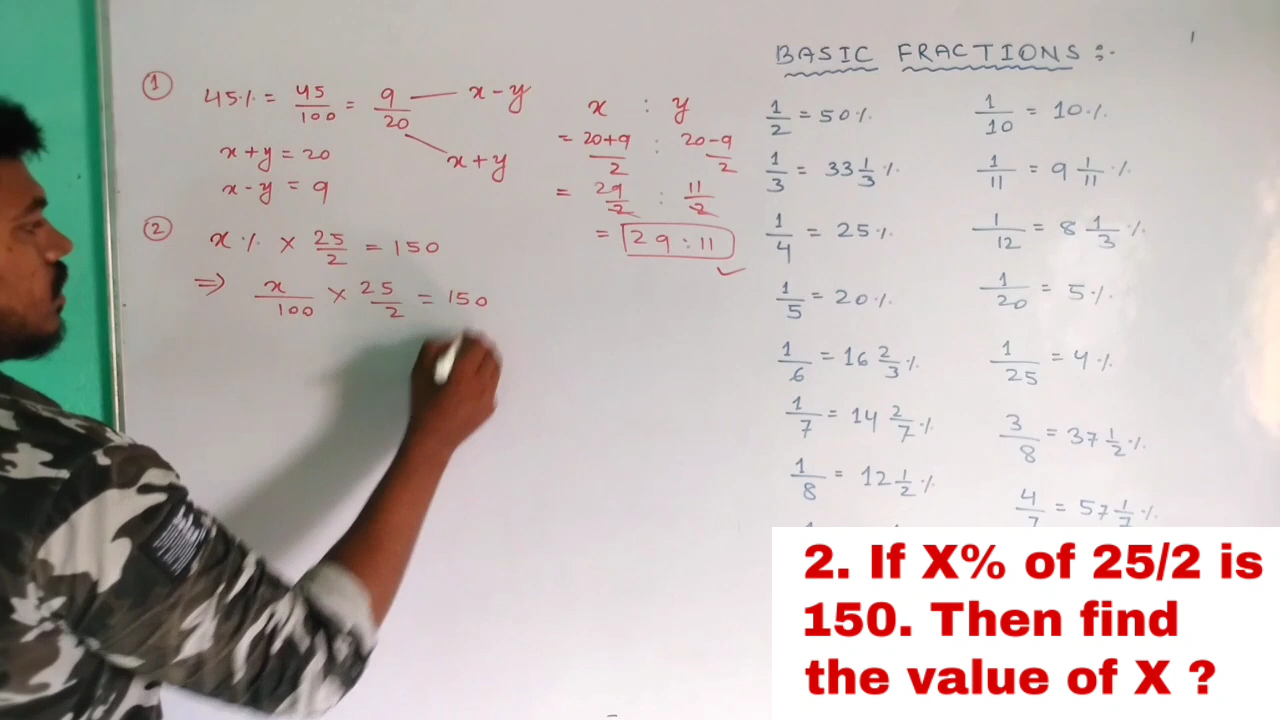 ① 45% = 45/100 = 9/20 — x-y
x+y
x+y = 20
x-y = 9
x : y
= 20+9/2 : 20-9/2
= 29/2 : 11/2
= 29:11
② x% × 25/2 = 150
⇒ x/100 × 25/2 = 150
BASIC FRACTIONS :-
1/2 = 50%
1/3 = 33 1/3 %
1/4 = 25%
1/5 = 20%
1/6 = 16 2/3 %
1/7 = 14 2/7 %
1/8 = 12 1/2 %
1/10 = 10%
1/11 = 9 1/11 %
1/12 = 8 1/3 %
1/20 = 5%
1/25 = 4%
3/8 = 37 1/2 %
4/7 = 57 1/7 %
2. If X% of 25/2 is
150. Then find
the value of X ?